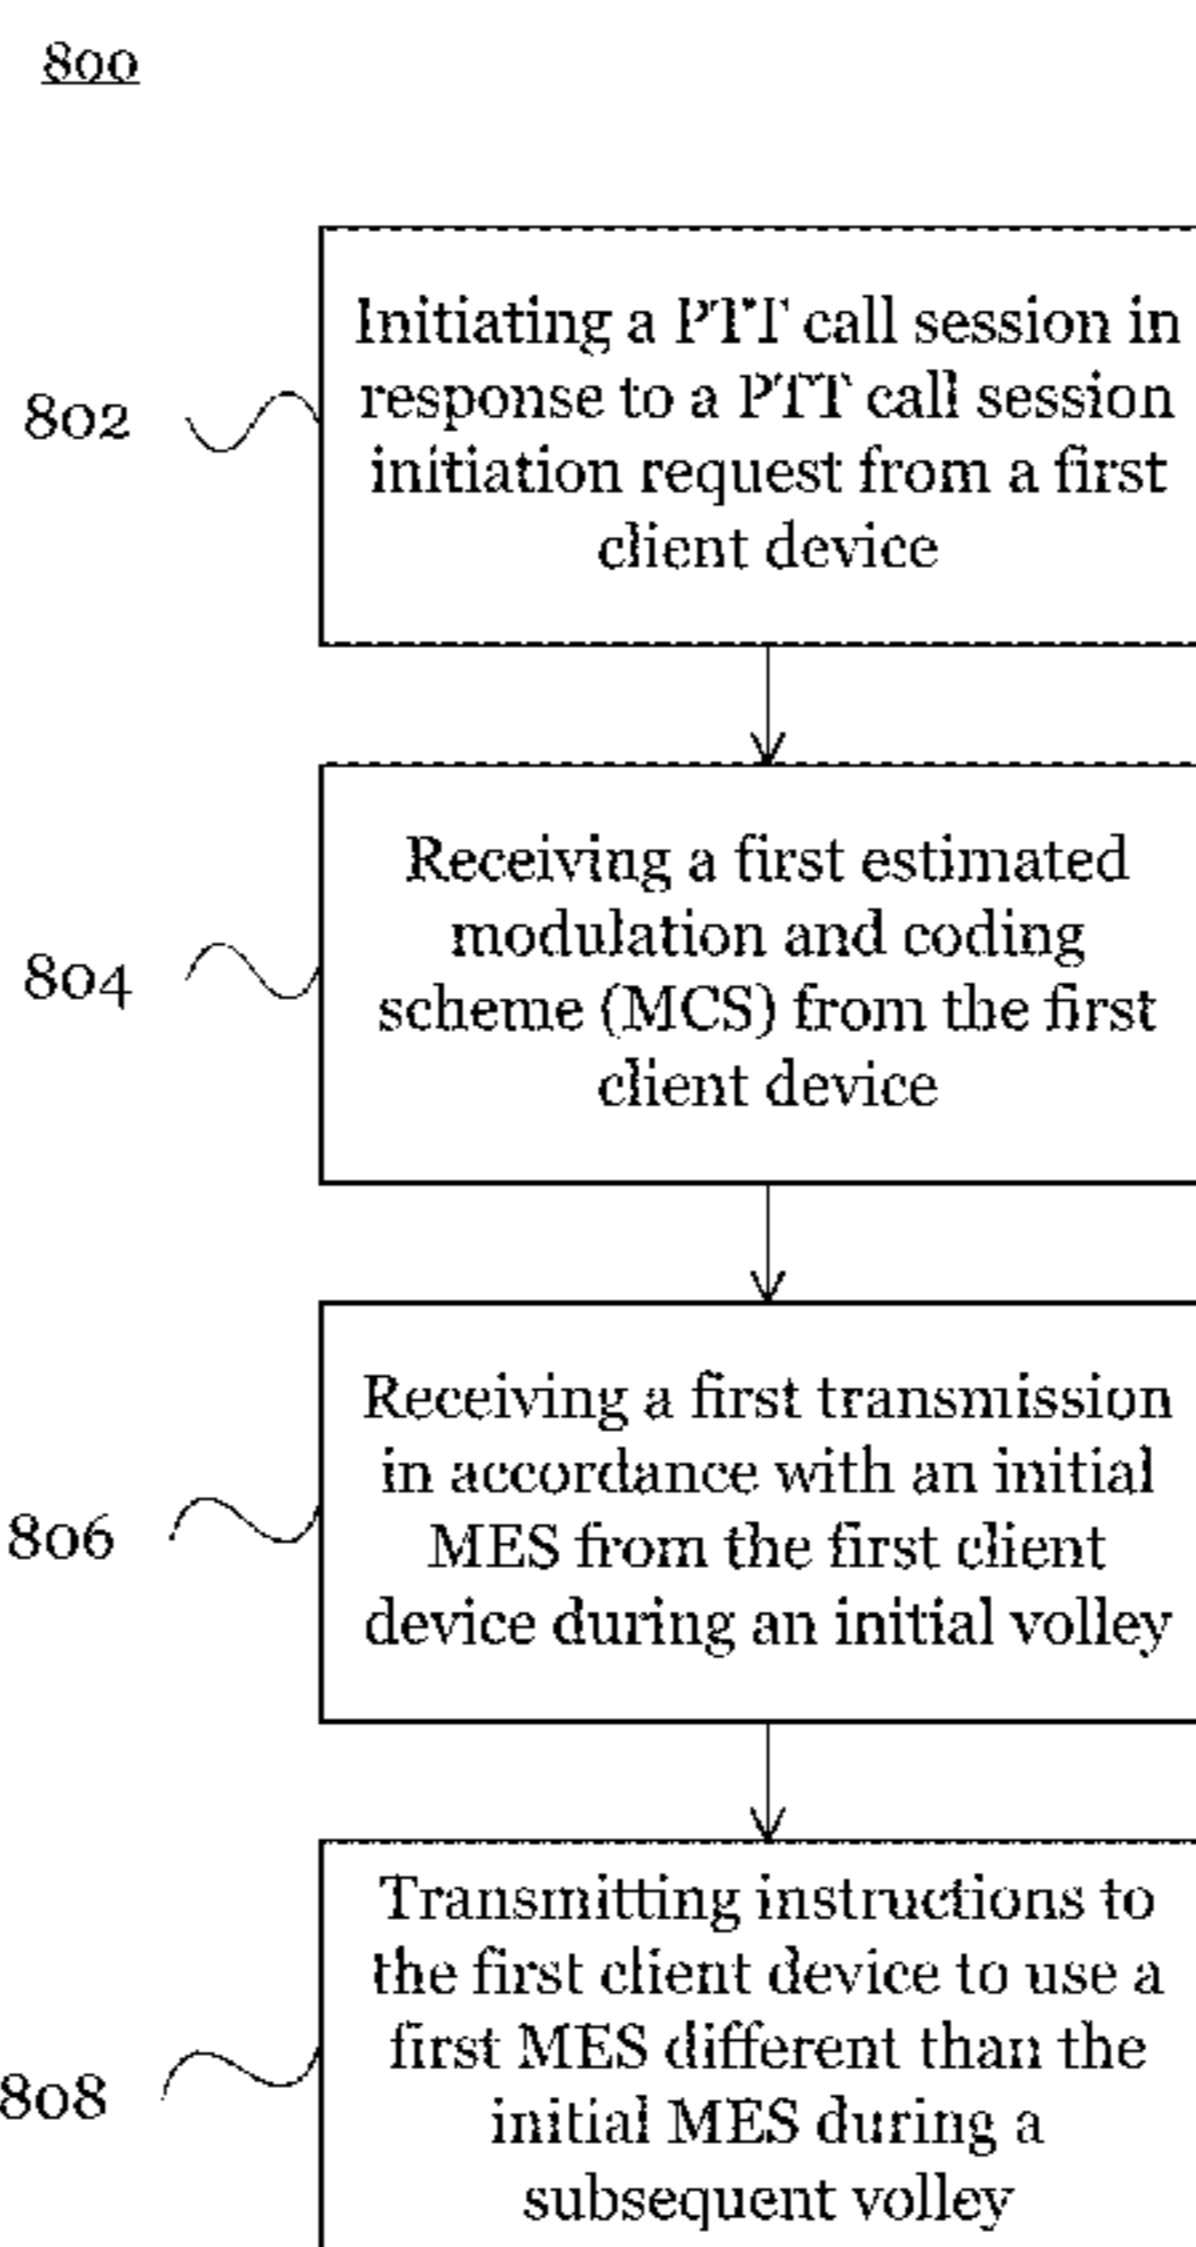 800
802
Initiating a PTT call session in
response to a PTT call session
initiation request from a first
client device
804
Receiving a first estimated
modulation and coding
scheme (MCS) from the first
client device
806
Receiving a first transmission
in accordance with an initial
MES from the first client
device during an initial volley
808
Transmitting instructions to
the first client device to use a
first MES different than the
initial MES during a
subsequent volley